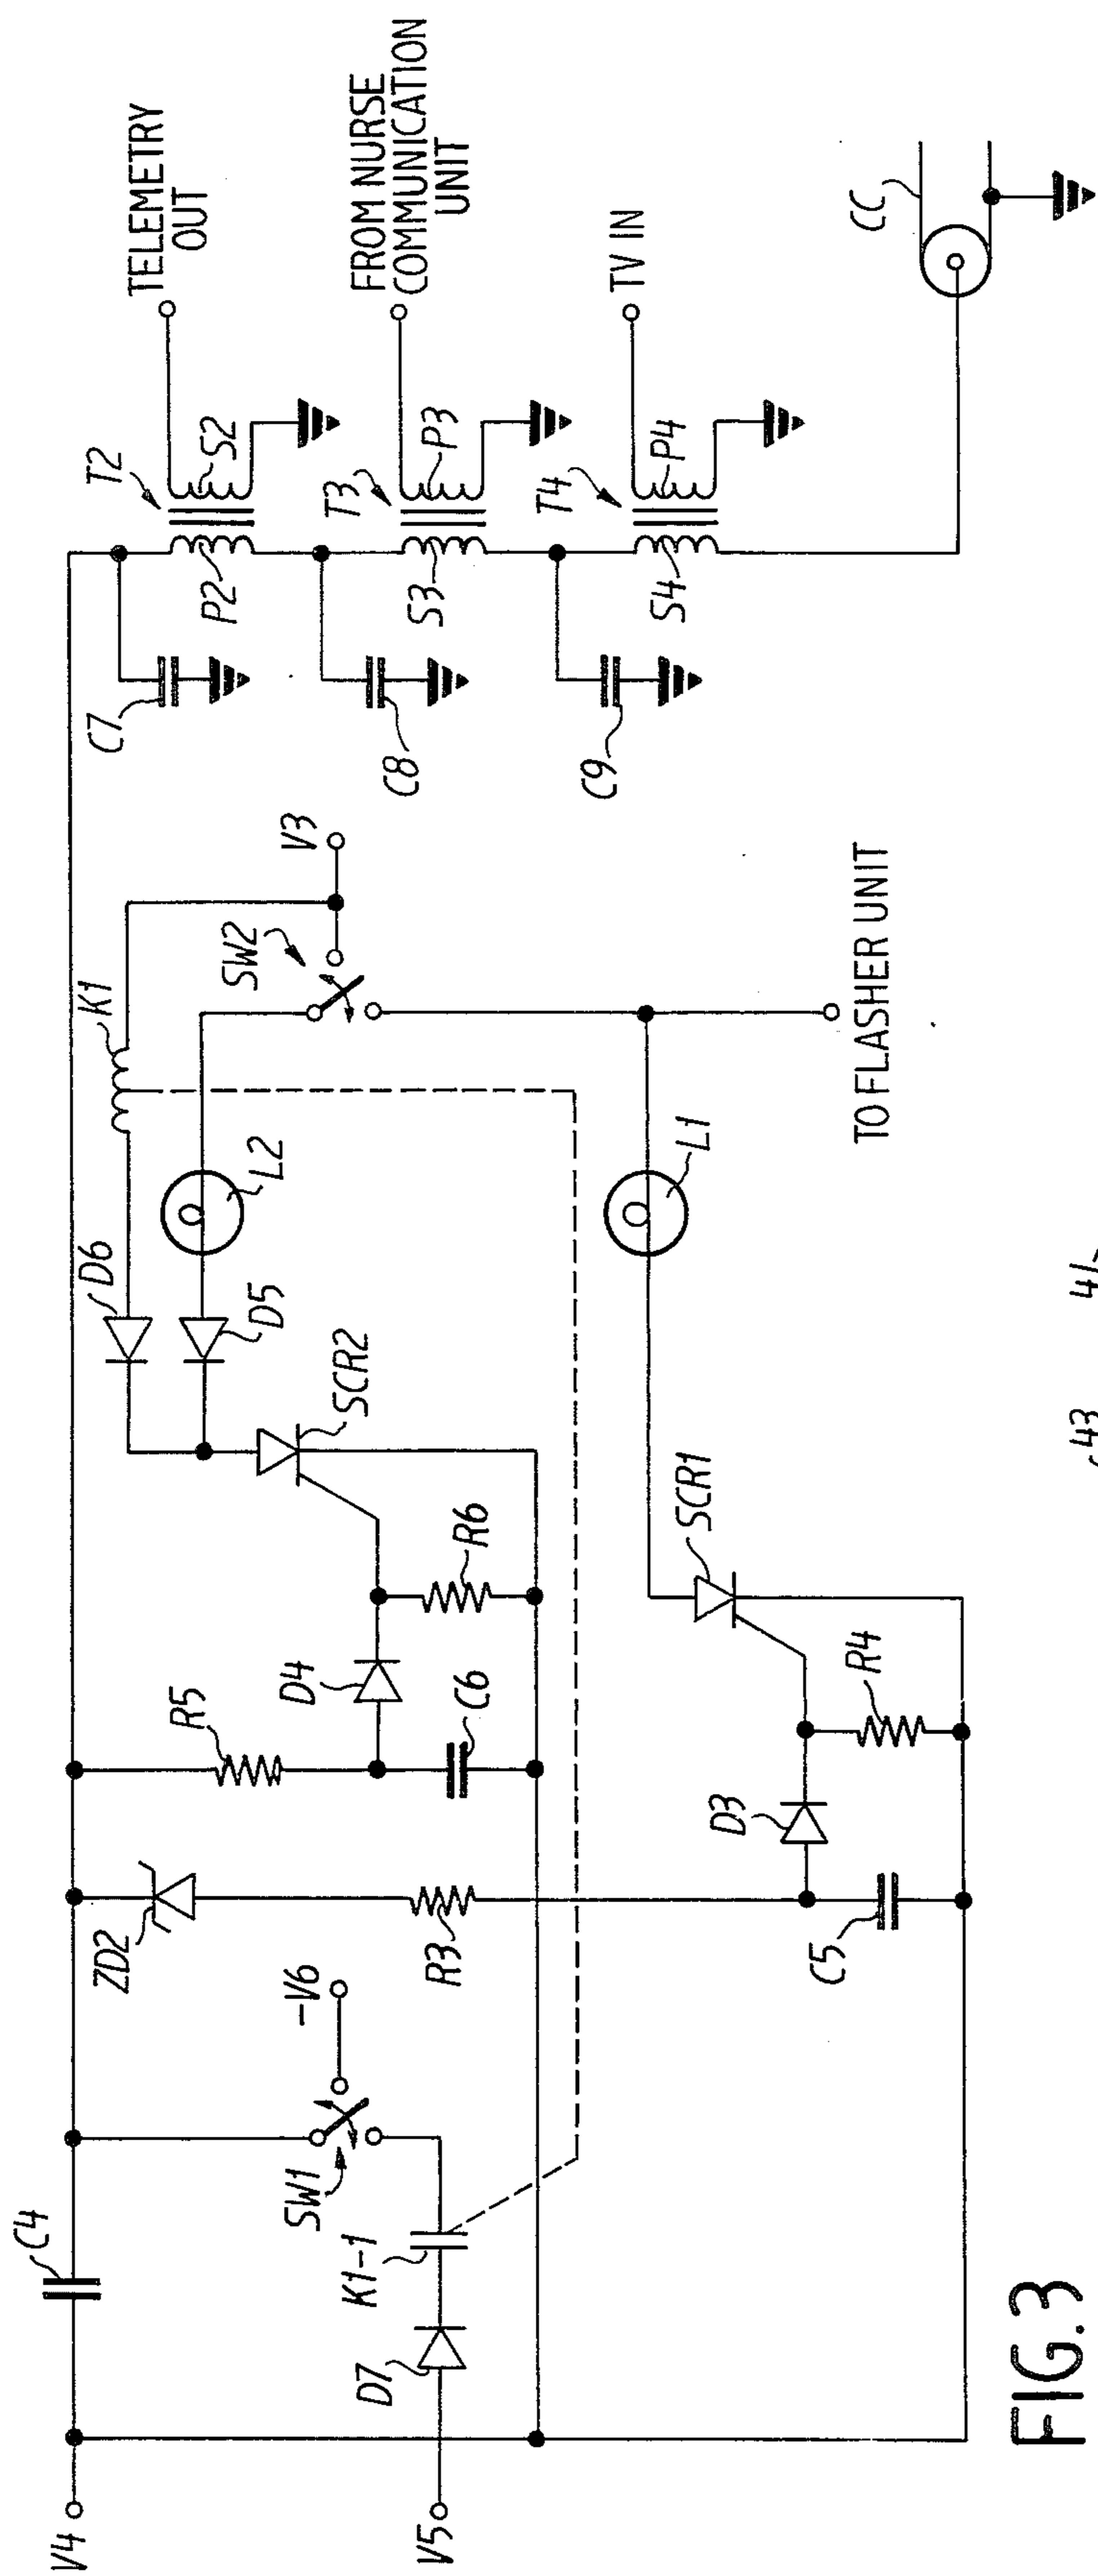 V4
C4
V5
D7
K1-1
SW1
-V6
ZD2
R3
R5
D4
C6
R6
SCR2
D6
D5
L2
K1
SW2
V3
C5
D3
R4
SCR1
L1
TO FLASHER UNIT
C7
P2
T2
S2
TELEMETRY
OUT
C8
S3
T3
P3
FROM NURSE
COMMUNICATION
UNIT
C9
S4
T4
P4
TV IN
CC
43
41
FIG. 3